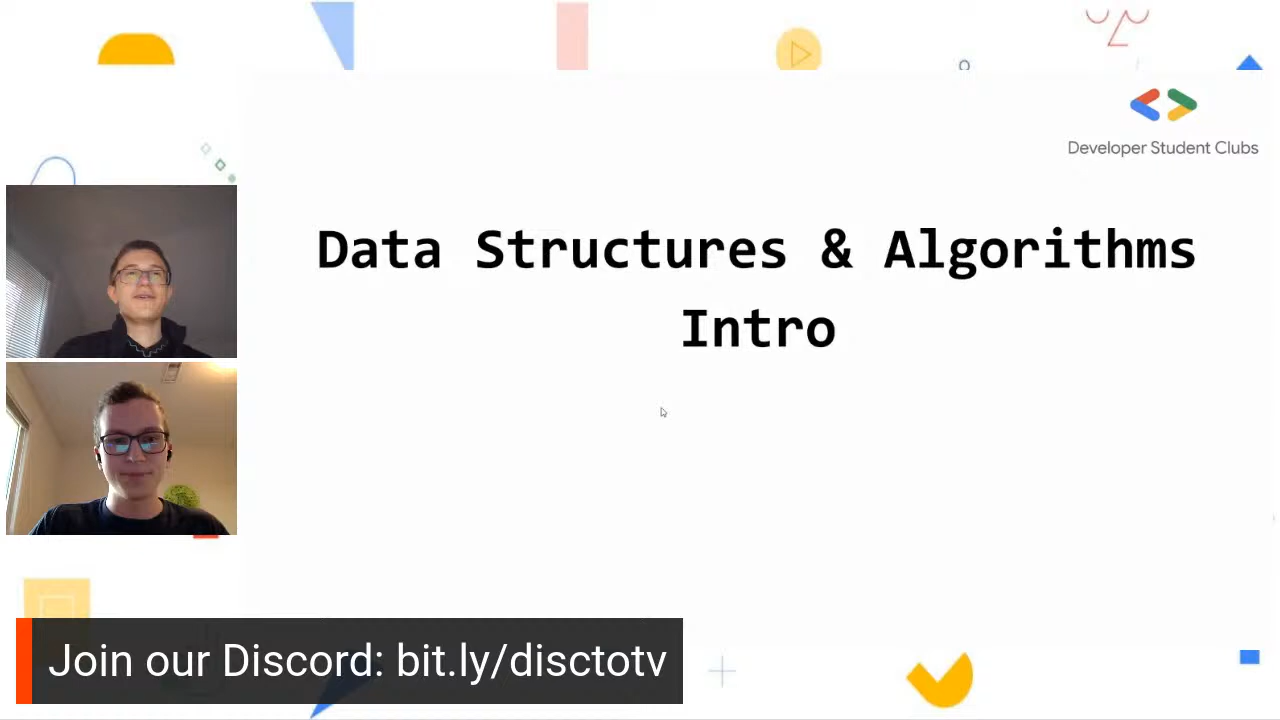 Developer Student Clubs
Data Structures & Algorithms
Intro
Join our Discord: bit.ly/disctotv